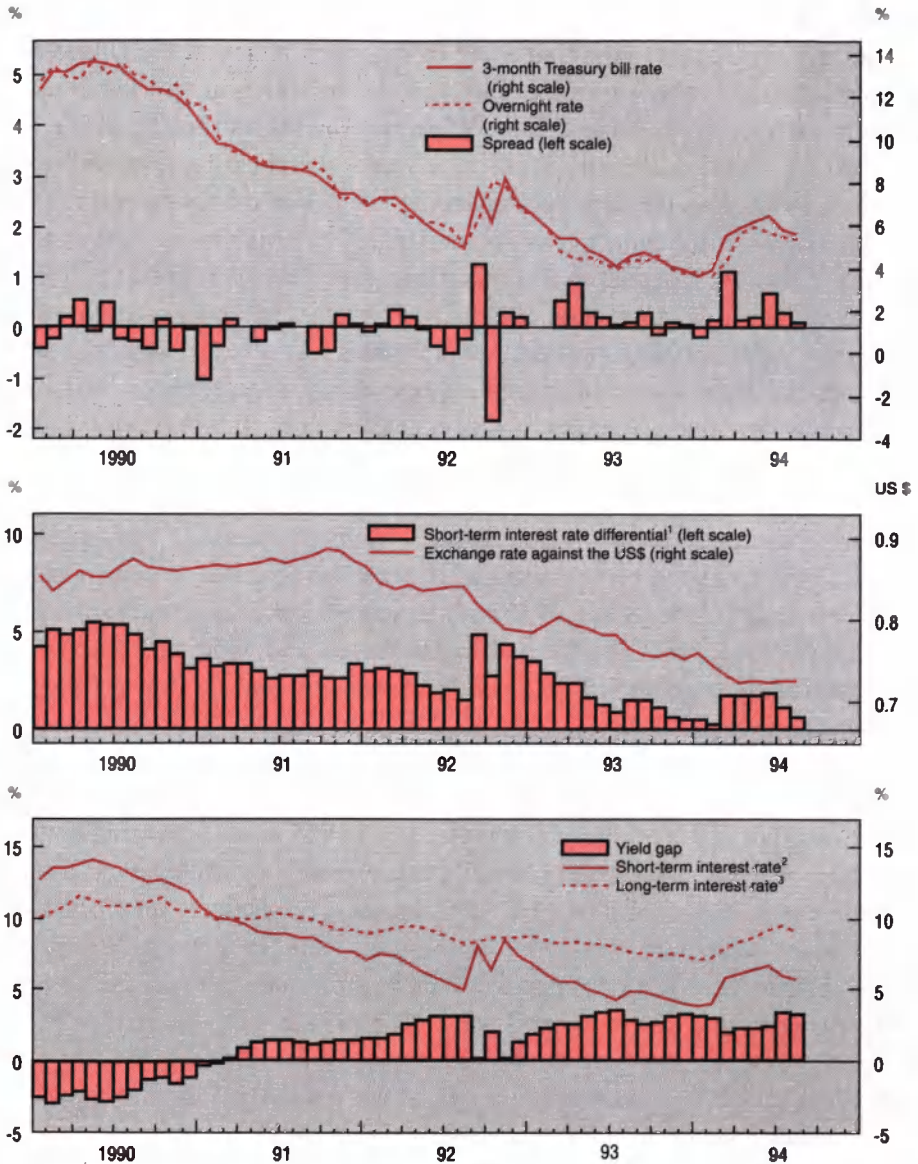 % %
5 14
4 12
3 10
2 8
1 6
0 4
-1 2
-2 0
-2
-4
3-month Treasury bill rate
(right scale)
Overnight rate
(right scale)
Spread (left scale)
1990 91 92 93 94
% US $
10 0.9
5 0.8
0 0.7
Short-term interest rate differential¹ (left scale)
Exchange rate against the US$ (right scale)
1990 91 92 93 94
% %
15 15
10 10
5 5
0 0
-5 -5
Yield gap
Short-term interest rate²
Long-term interest rate³
1990 91 92 93 94